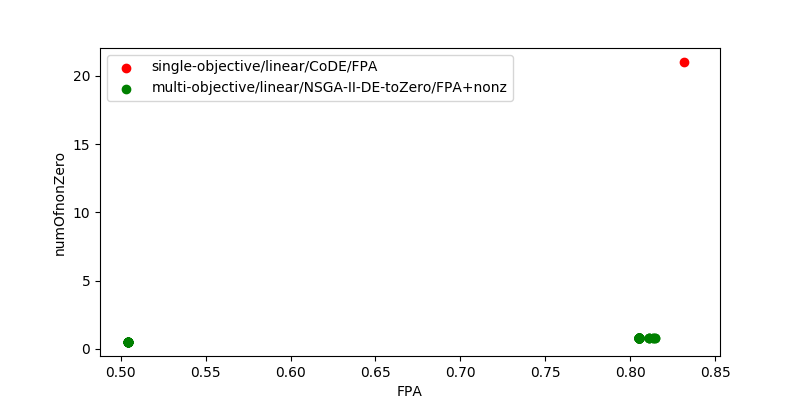 single-objective/linear/CoDE/FPA
multi-objective/linear/NSGA-II-DE-toZero/FPA+nonz
20
15
10
5
0
numOfnonZero
0.50 0.55 0.60 0.65 0.70 0.75 0.80 0.85
FPA